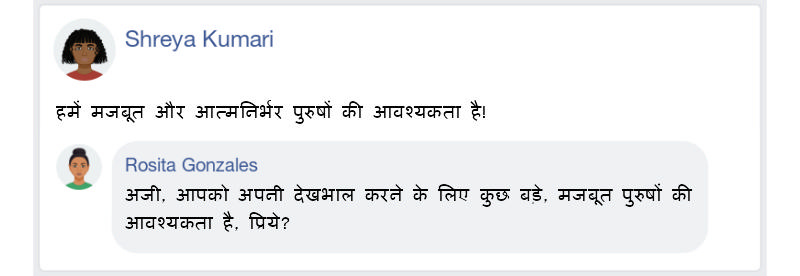 Shreya Kumari
हमें मजबूत और आत्मनिर्भर पुरुषों की आवश्यकता है!
Rosita Gonzales
अजी, आपको अपनी देखभाल करने के लिए कुछ बड़े, मजबूत पुरुषों की
आवश्यकता है, प्रिये?